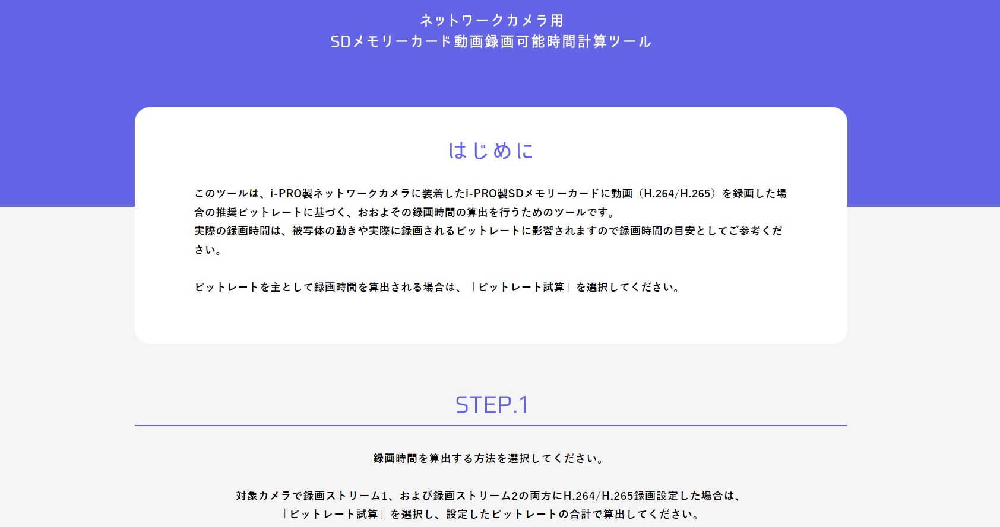 ネットワークカメラ用
SDメモリーカード動画録画可能時間計算ツール
はじめに
このツールは、i-PRO製ネットワークカメラに装着したi-PRO製SDメモリーカードに動画（H.264/H.265）を録画した場
合の推奨ビットレートに基づく、おおよその録画時間の算出を行うためのツールです。
実際の録画時間は、被写体の動きや実際に録画されるビットレートに影響されますので録画時間の目安としてご参考くだ
さい。
ビットレートを主として録画時間を算出される場合は、「ビットレート試算」を選択してください。
STEP.1
録画時間を算出する方法を選択してください。
対象カメラで録画ストリーム1、および録画ストリーム2の両方にH.264/H.265録画設定した場合は、
「ビットレート試算」を選択し、設定したビットレートの合計で算出してください。